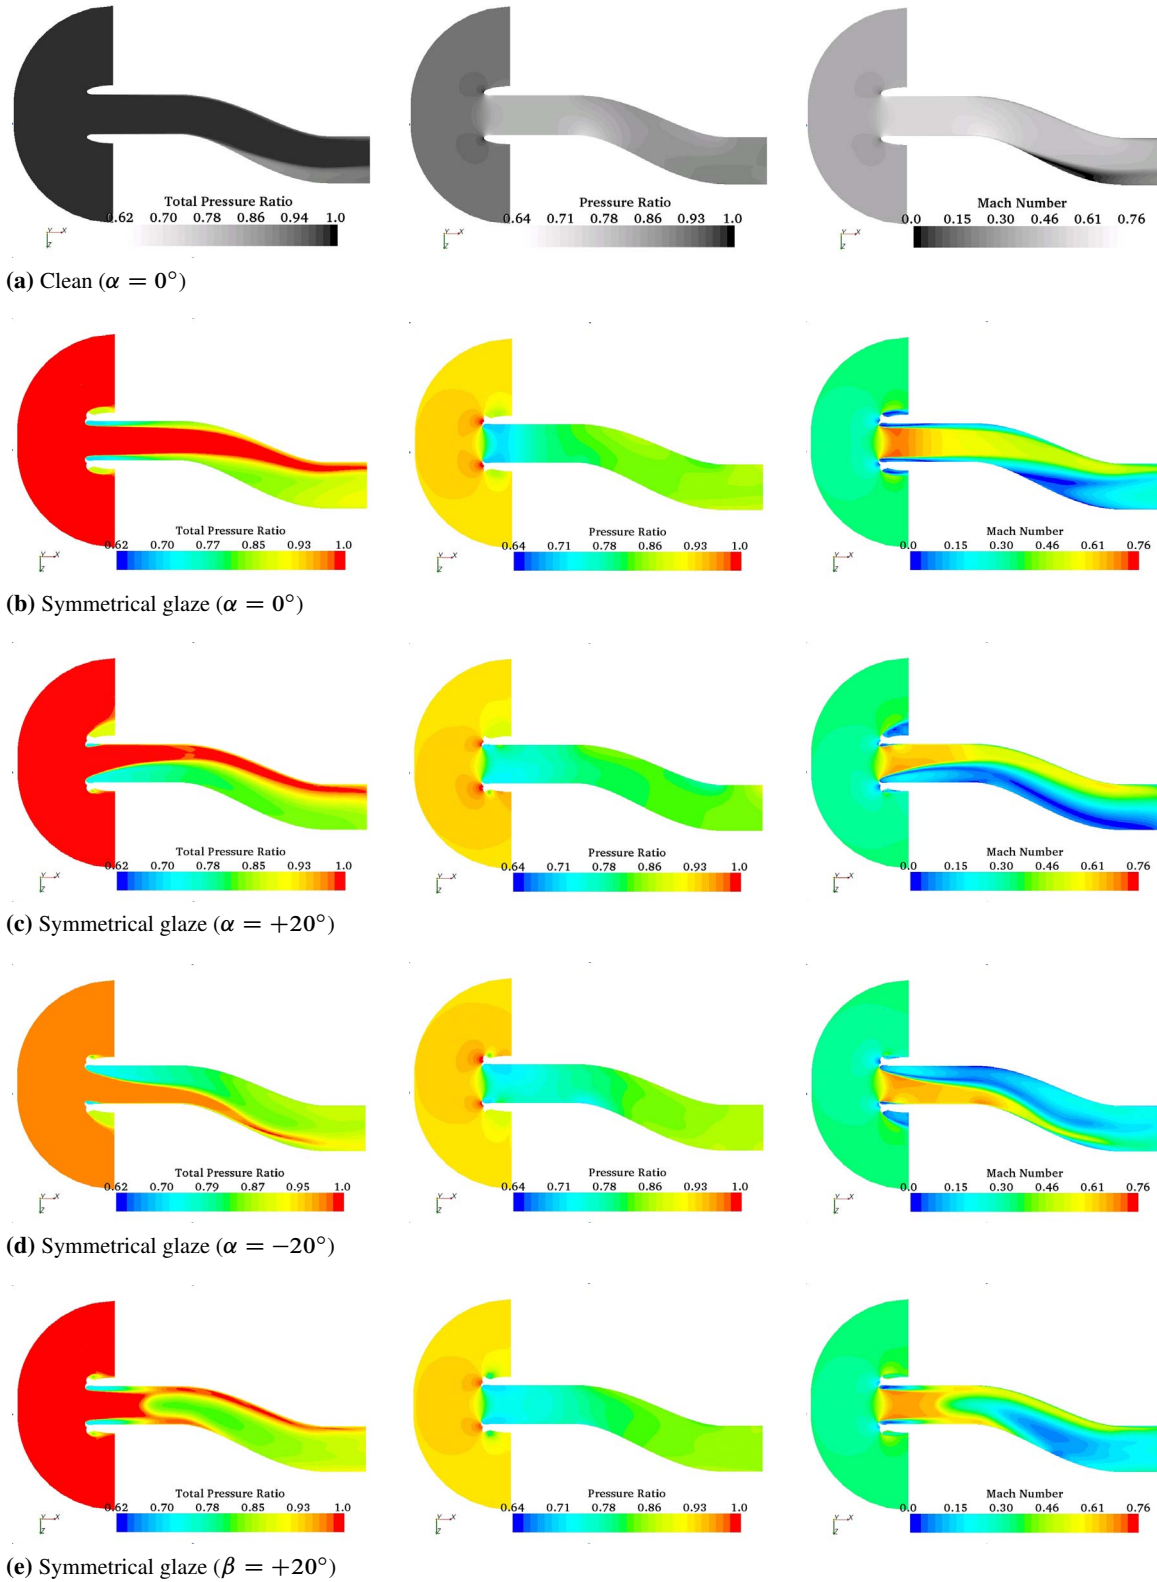 Total Pressure Ratio Pressure Ratio Mach Number
0.62 0.70 0.78 0.86 0.94 1.0 0.64 0.71 0.78 0.86 0.93 1.0 0.0 0.15 0.30 0.46 0.61 0.76
Y X Z Y X Z Y X Z
(a) Clean (α = 0°)
Total Pressure Ratio Pressure Ratio Mach Number
0.62 0.70 0.77 0.85 0.93 1.0 0.64 0.71 0.78 0.86 0.93 1.0 0.0 0.15 0.30 0.46 0.61 0.76
Y X Z Y X Z Y X Z
(b) Symmetrical glaze (α = 0°)
Total Pressure Ratio Pressure Ratio Mach Number
0.62 0.70 0.77 0.85 0.93 1.0 0.64 0.71 0.78 0.86 0.93 1.0 0.0 0.15 0.30 0.46 0.61 0.76
Y X Z Y X Z Y X Z
(c) Symmetrical glaze (α = +20°)
Total Pressure Ratio Pressure Ratio Mach Number
0.62 0.70 0.79 0.85 0.93 1.0 0.64 0.71 0.78 0.86 0.93 1.0 0.0 0.15 0.30 0.46 0.61 0.76
Y X Z Y X Z Y X Z
(d) Symmetrical glaze (α = −20°)
Total Pressure Ratio Pressure Ratio Mach Number
0.62 0.70 0.78 0.85 0.93 1.0 0.64 0.71 0.78 0.86 0.93 1.0 0.0 0.15 0.30 0.46 0.61 0.76
Y X Z Y X Z Y X Z
(e) Symmetrical glaze (β = +20°)